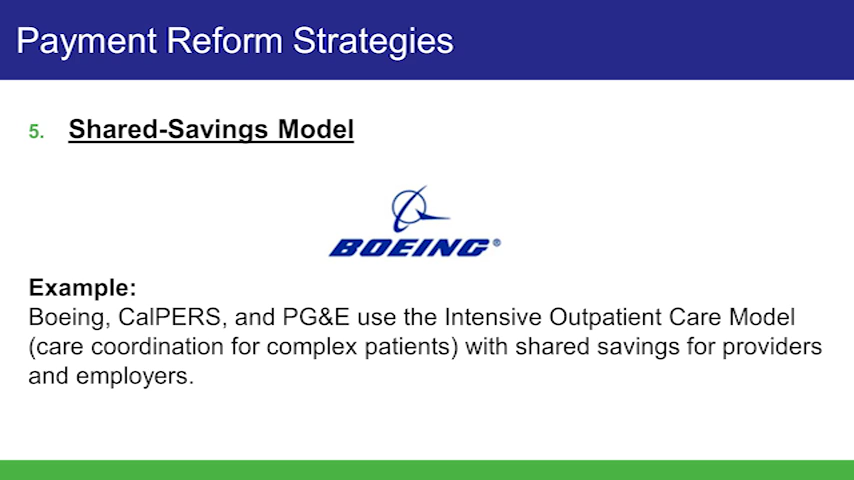 Payment Reform Strategies
5. Shared-Savings Model
BOEING®
Example:
Boeing, CalPERS, and PG&E use the Intensive Outpatient Care Model
(care coordination for complex patients) with shared savings for providers
and employers.